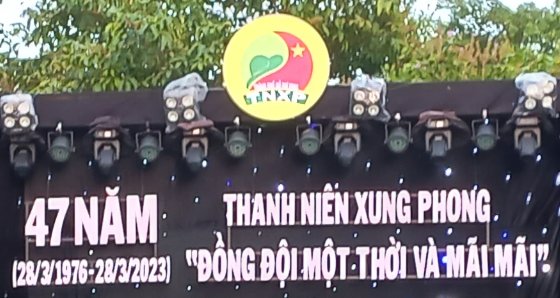 TNXP
47 NĂM
(28/3/1976-28/3/2023)
THANH NIÊN XUNG PHONG
"ĐỒNG ĐỘI MỘT THỜI VÀ MÃI MÃI"